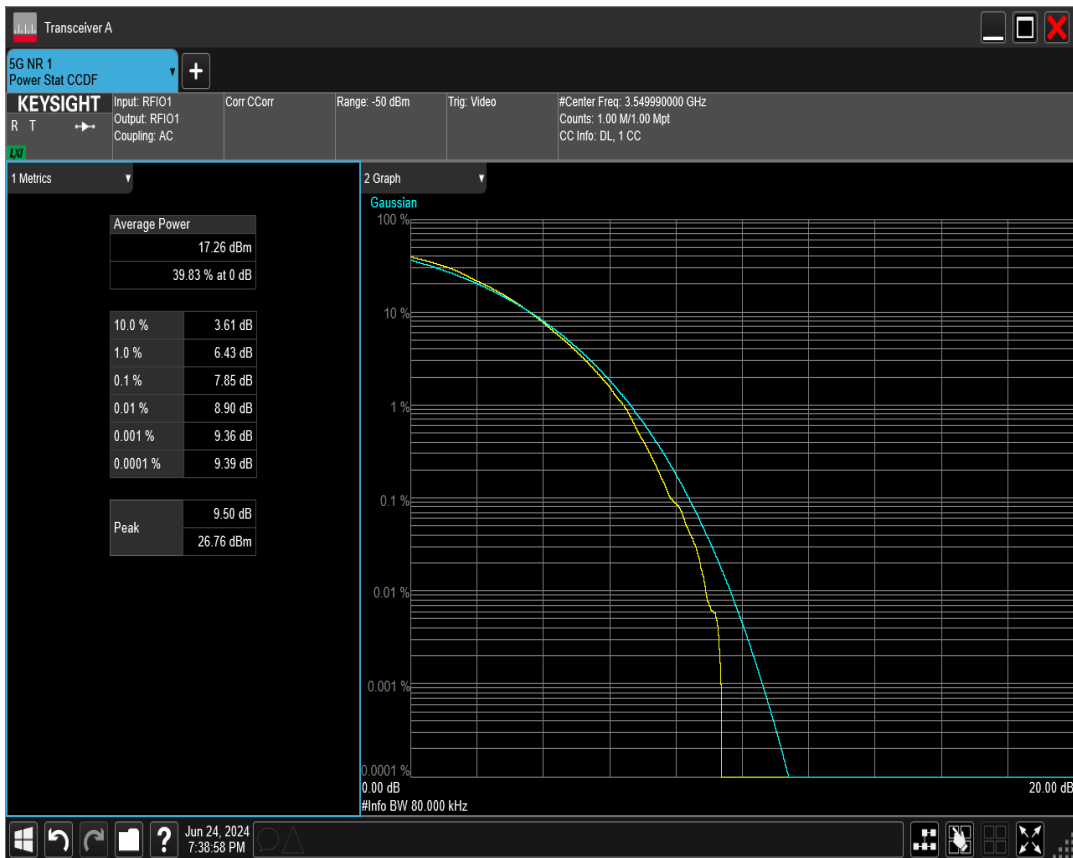 Transceiver A
5G NR 1
Power Stat CCDF
+
KEYSIGHT
R T
LXI
Input: RFIO1
Output: RFIO1
Coupling: AC
Corr CCorr
Range: -50 dBm
Trig: Video
#Center Freq: 3.549990000 GHz
Counts: 1.00 M/1.00 Mpt
CC Info: DL, 1 CC
1 Metrics
Average Power
17.26 dBm
39.83 % at 0 dB
10.0 % 3.61 dB
1.0 % 6.43 dB
0.1 % 7.85 dB
0.01 % 8.90 dB
0.001 % 9.36 dB
0.0001 % 9.39 dB
Peak
9.50 dB
26.76 dBm
2 Graph
Gaussian
100 %
10 %
1 %
0.1 %
0.01 %
0.001 %
0.0001 %
0.00 dB 20.00 dB
#Info BW 80.000 kHz
?
Jun 24, 2024
7:38:58 PM